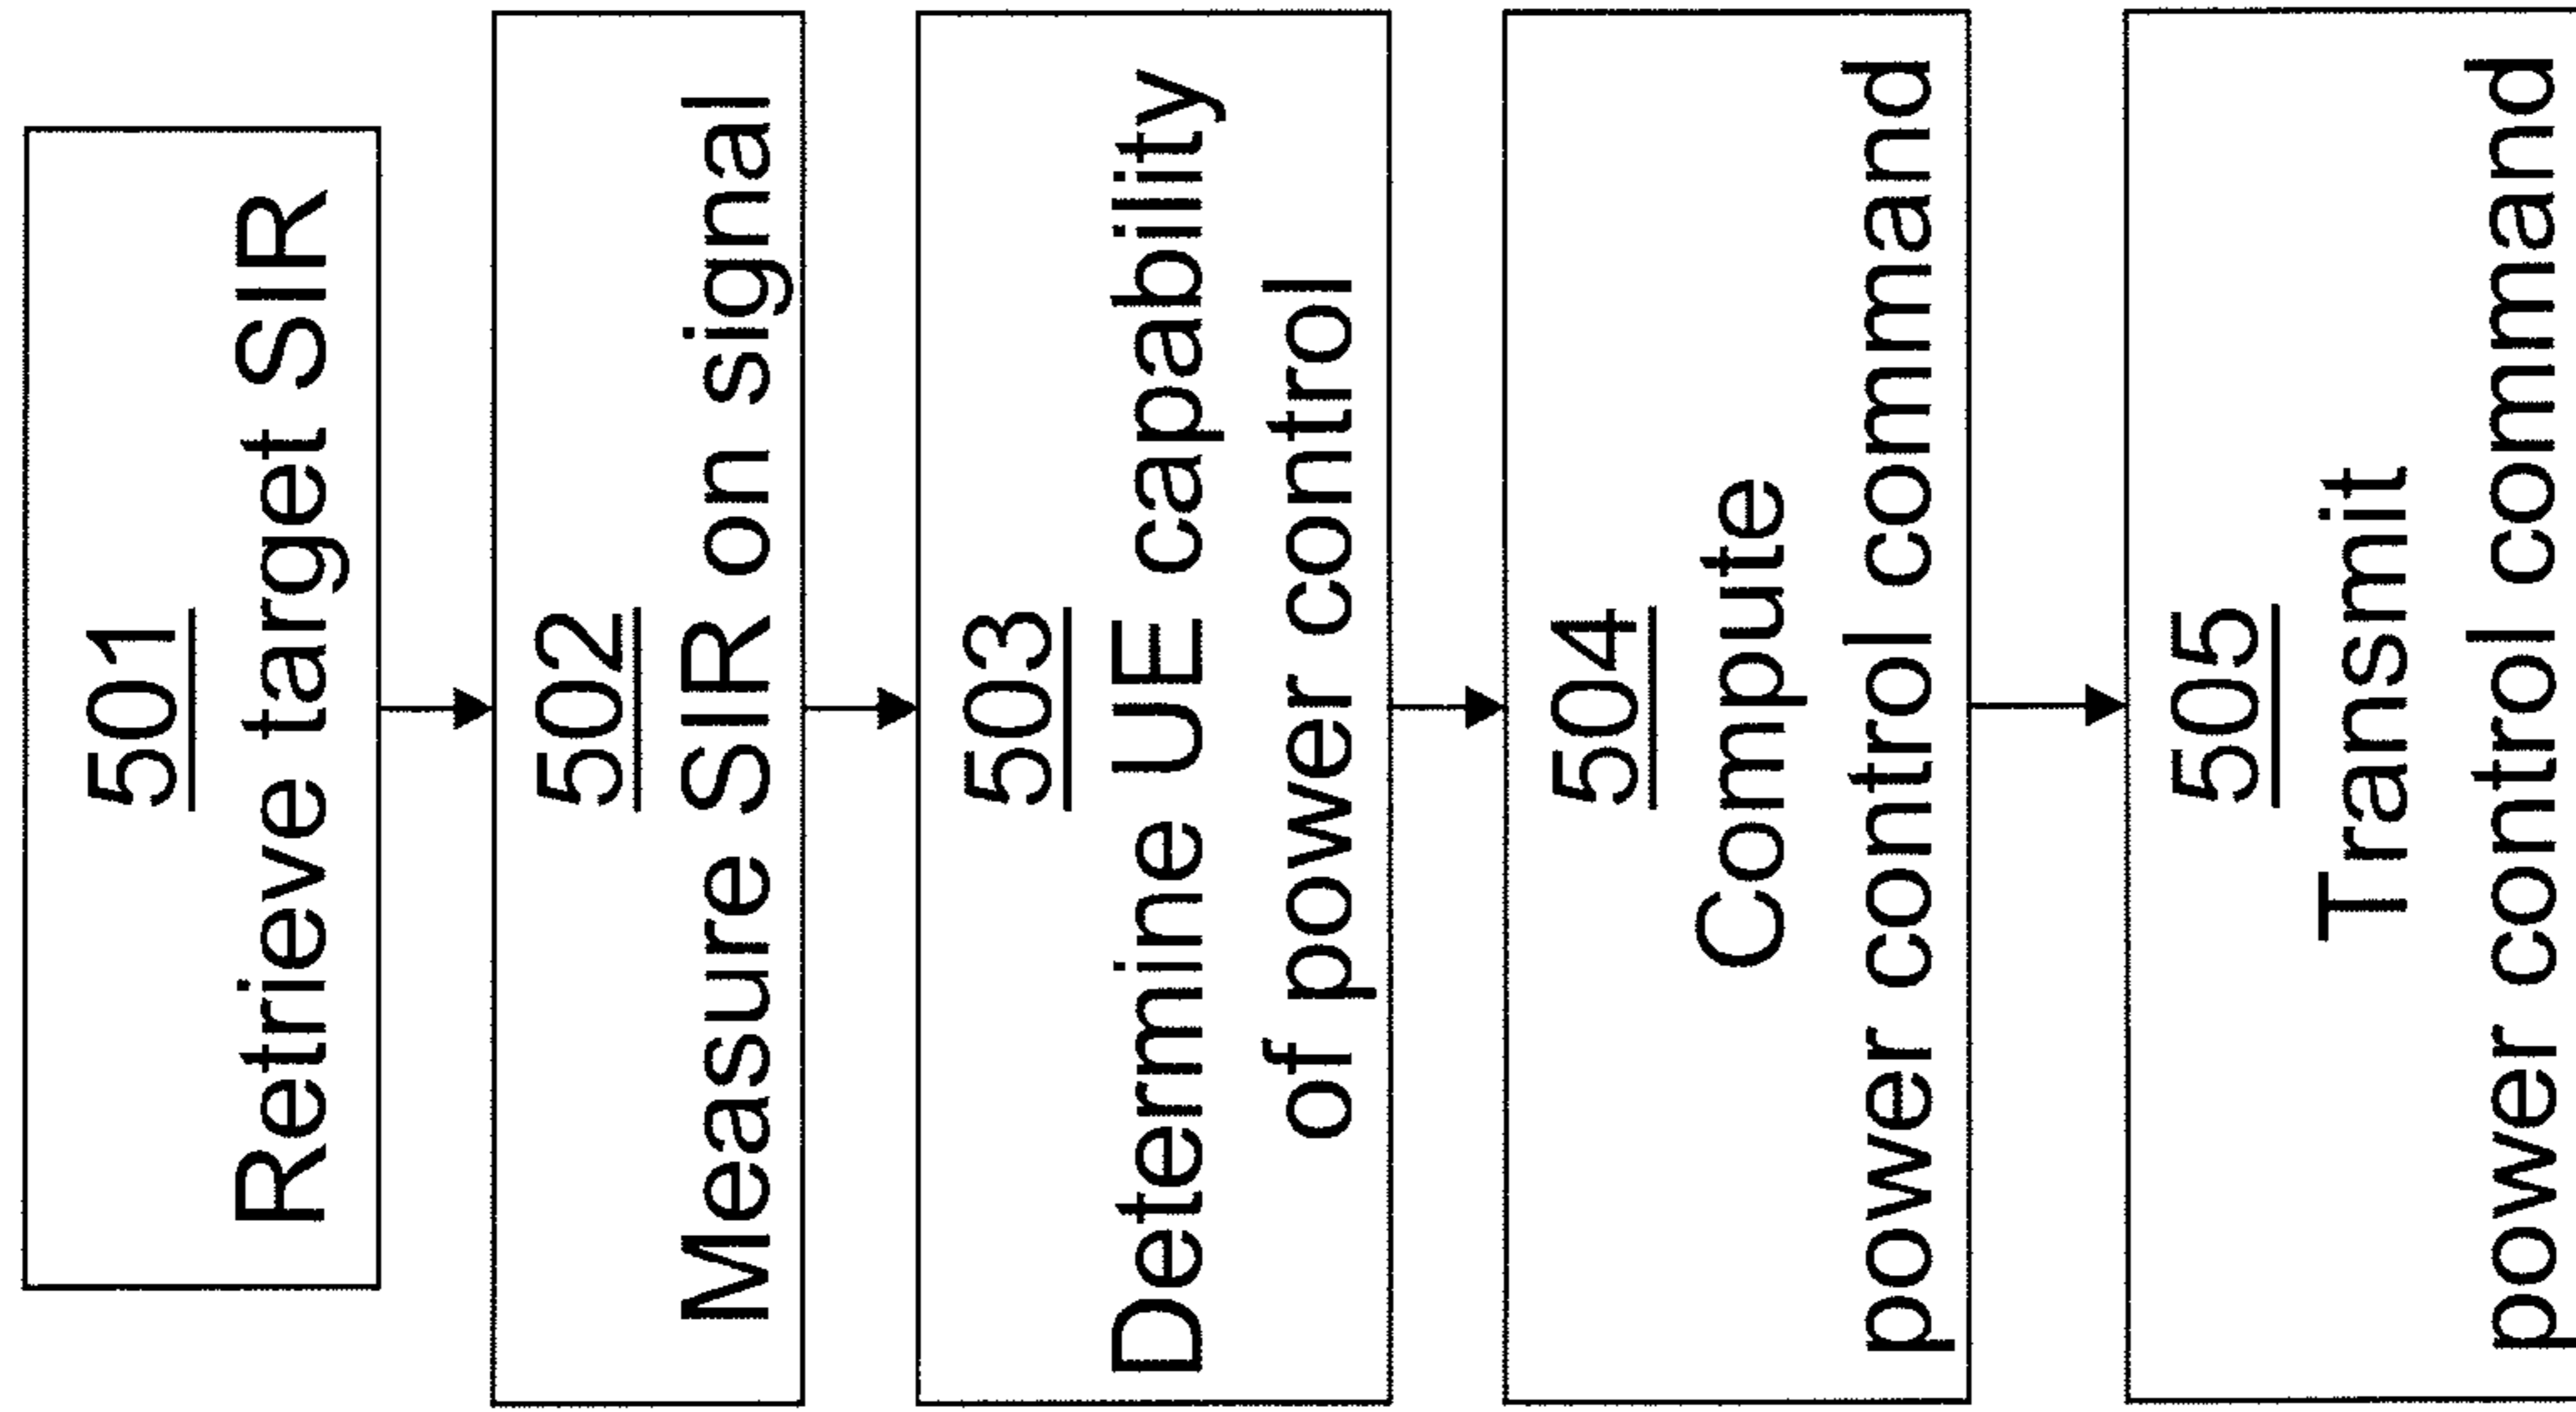 501
Retrieve target SIR
502
Measure SIR on signal
503
Determine UE capability
of power control
504
Compute
power control command
505
Transmit
power control command